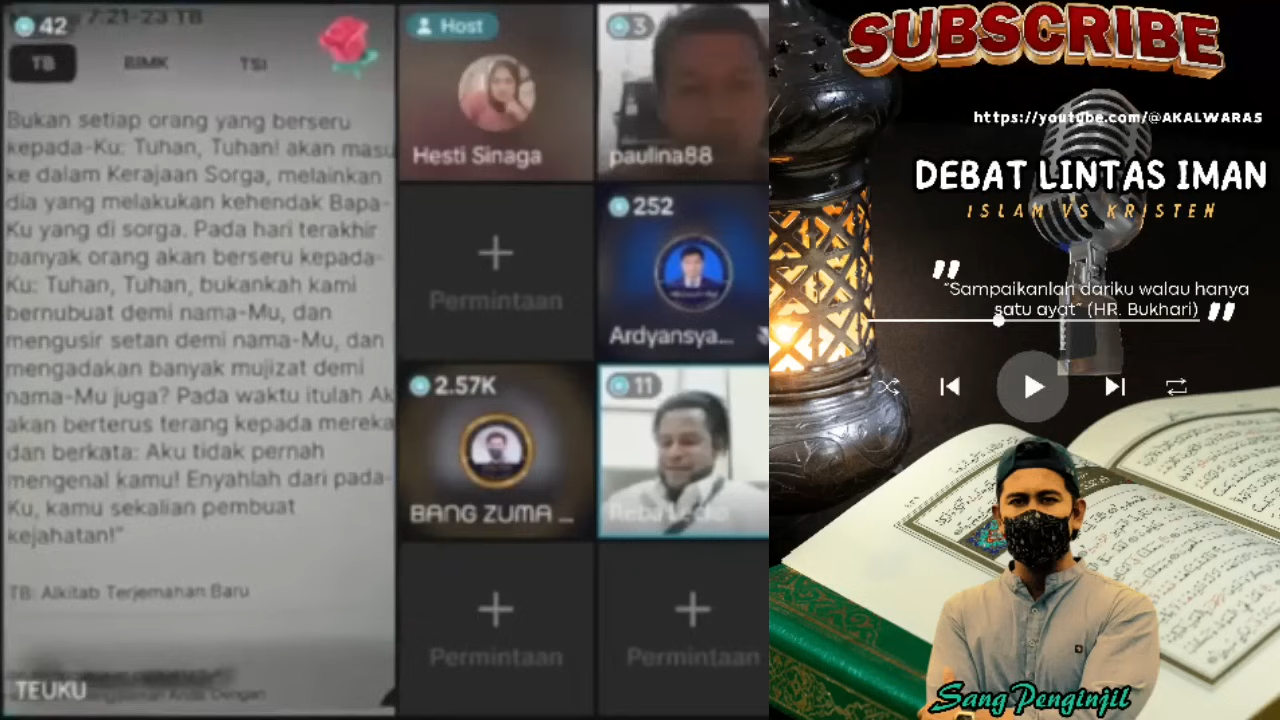 7:21-23 TB
42
TB
BIMK
TSI
Bukan setiap orang yang berseru
kepada-Ku: Tuhan, Tuhan! akan masu
ke dalam Kerajaan Sorga, melainkan
dia yang melakukan kehendak Bapa-
Ku yang di sorga. Pada hari terakhir
banyak orang akan berseru kepada-
Ku: Tuhan, Tuhan, bukankah kami
bernubuat demi nama-Mu, dan
mengusir setan demi nama-Mu, dan
mengadakan banyak mujizat demi
nama-Mu juga? Pada waktu itulah Ak
akan berterus terang kepada mereka
dan berkata: Aku tidak pernah
mengenal kamu! Enyahlah dari pada-
Ku, kamu sekalian pembuat
kejahatan!"
TB: Alkitab Terjemahan Baru
TEUKU
Host
Hesti Sinaga
3
paulina88
Permintaan
252
Ardyansya...
2.57K
BANG ZUMA ...
11
Permintaan
Permintaan
SUBSCRIBE
https://youtube.com/@AKALWARAS
DEBAT LINTAS IMAN
ISLAM VS KRISTEN
"Sampaikanlah dariku walau hanya
satu ayat" (HR. Bukhari)
Sang Penginjil